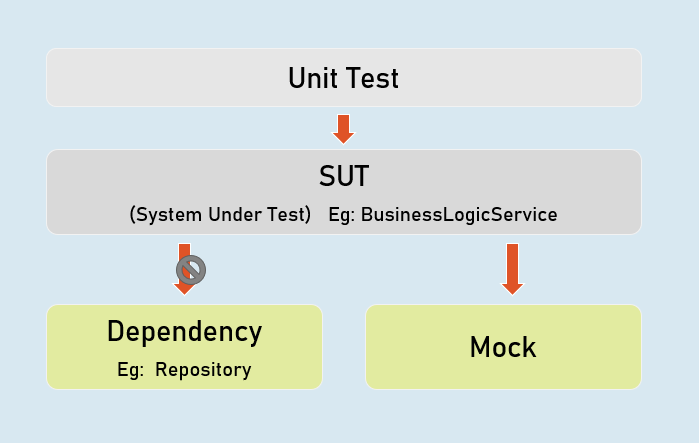 Unit Test
SUT
(System Under Test) Eg: BusinessLogicService
Dependency
Eg: Repository
Mock